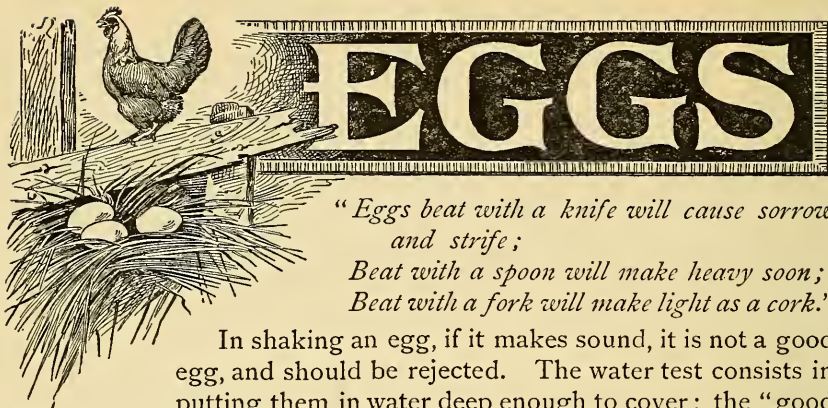 EGGS
"Eggs beat with a knife will cause sorrow
and strife;
Beat with a spoon will make heavy soon;
Beat with a fork will make light as a cork.'
In shaking an egg, if it makes sound, it is not a good
egg, and should be rejected. The water test consists in
putting them in water deep enough to cover; the "good